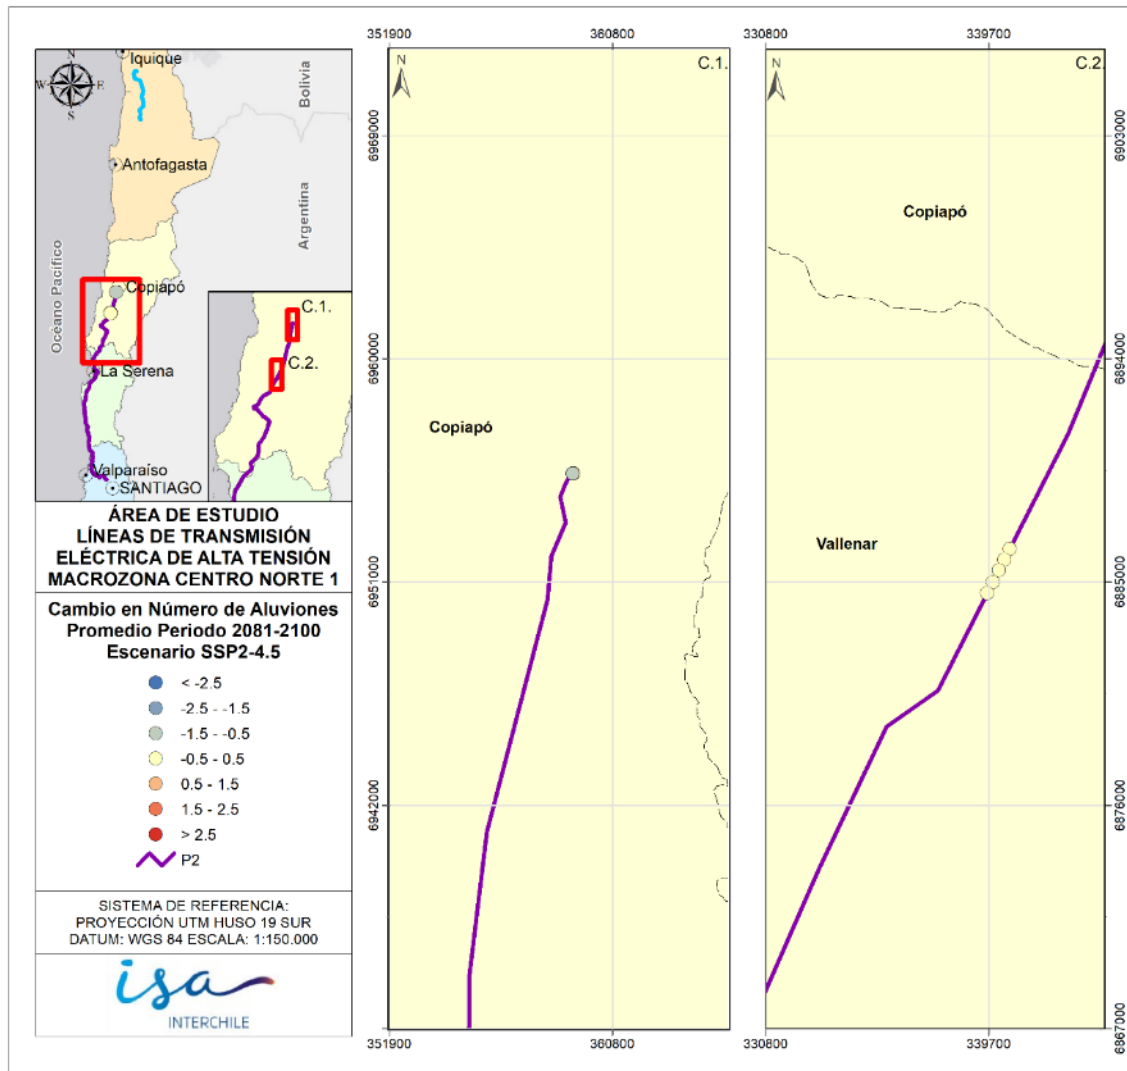 N
W
E
S
Iquique
Bolivia
Antofagasta
Argentina
Océano Pacífico
Copiapó
La Serena
Valparaíso
SANTIAGO
C.1.
C.2.
ÁREA DE ESTUDIO
LÍNEAS DE TRANSMISIÓN
ELÉCTRICA DE ALTA TENSIÓN
MACROZONA CENTRO NORTE 1
Cambio en Número de Aluviones
Promedio Periodo 2081-2100
Escenario SSP2-4.5
< -2.5
-2.5 - -1.5
-1.5 - -0.5
-0.5 - 0.5
0.5 - 1.5
1.5 - 2.5
> 2.5
P2
SISTEMA DE REFERENCIA:
PROYECCIÓN UTM HUSO 19 SUR
DATUM: WGS 84 ESCALA: 1:150.000
isa
INTERCHILE
351900
360800
C.1.
N
6969000
6960000
6951000
6942000
Copiapó
351900
360800
330800
339700
C.2.
N
6903000
6894000
6885000
6876000
6867000
Copiapó
Vallenar
330800
339700